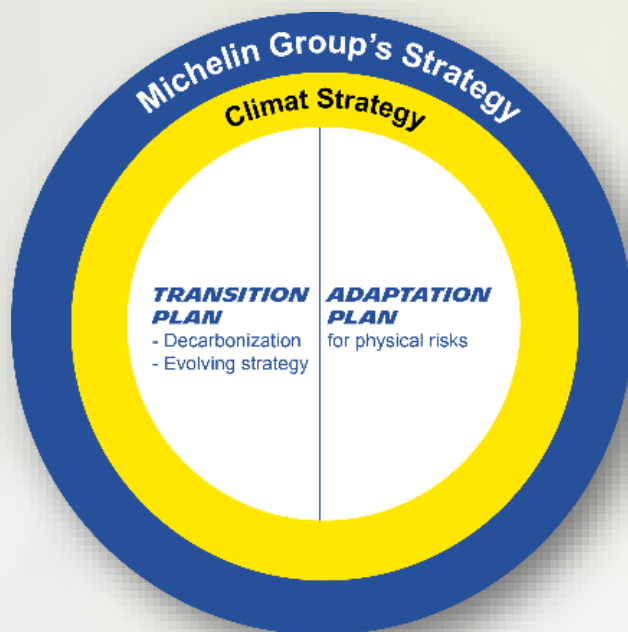 Michelin Group's Strategy
Climat Strategy
TRANSITION
PLAN
- Decarbonization
- Evolving strategy
ADAPTATION
PLAN
for physical risks